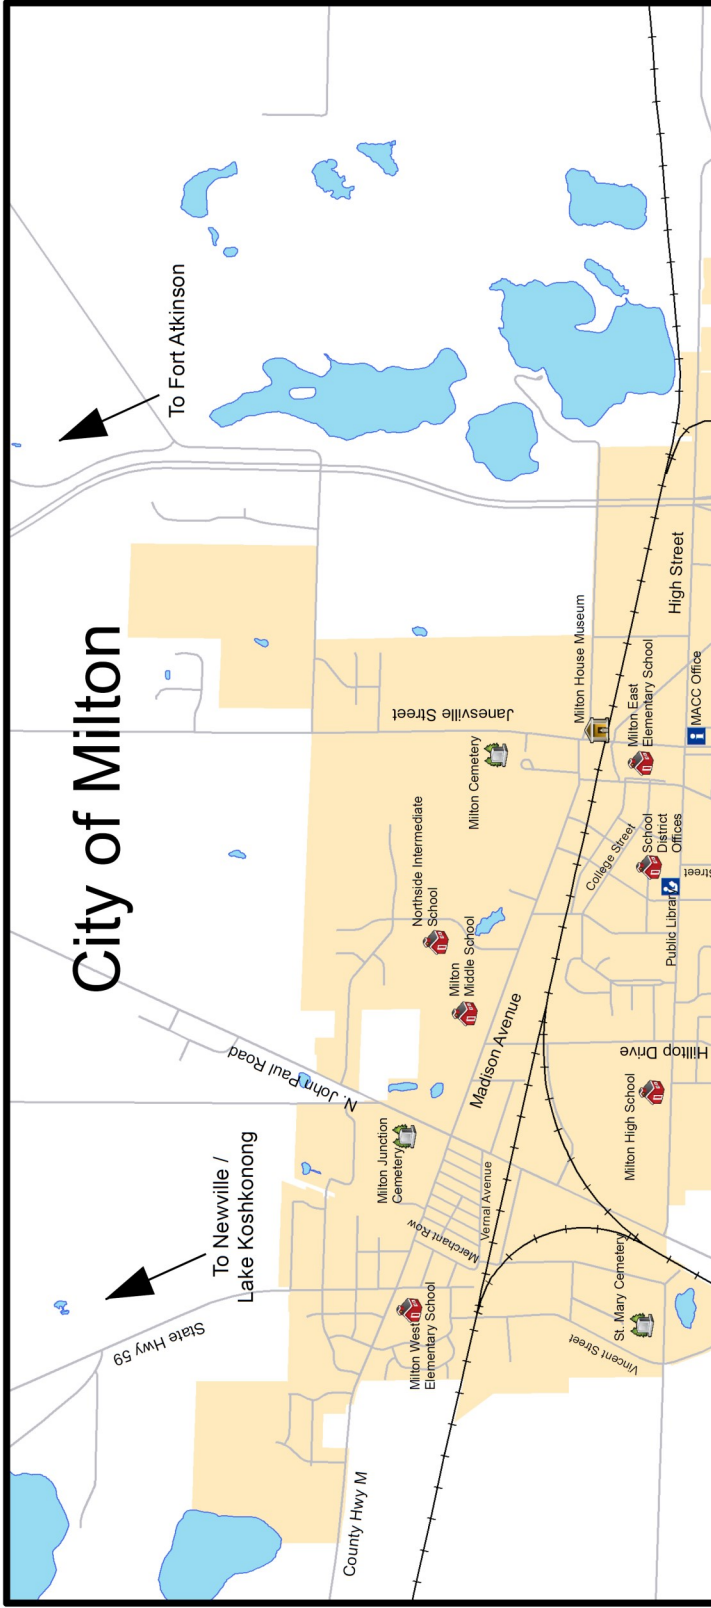 City of Milton
To Fort Atkinson
To Newville /
Lake Koshkonong
State Hwy 59
N. John Paul Road
County Hwy M
Janesville Street
Milton Cemetery
Northside Intermediate
School
Milton
Middle School
Madison Avenue
Milton Junction
Cemetery
Merchant Row
Vernal Avenue
Milton West
Elementary School
Milton House Museum
High Street
Milton East
Elementary School
MACC Office
College Street
School
District
Offices
Public Library
Street
Hilltop Drive
Milton High School
St. Mary Cemetery
Vincent Street